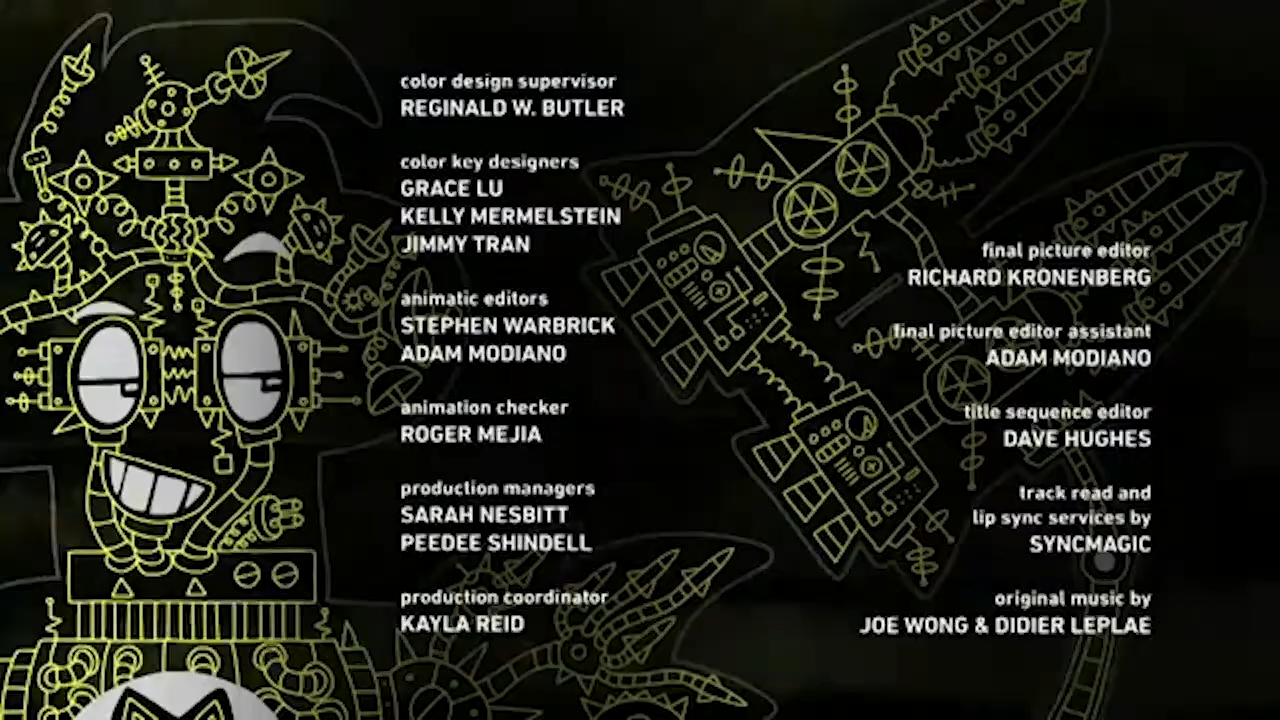 color design supervisor
REGINALD W. BUTLER
color key designers
GRACE LU
KELLY MERMELSTEIN
JIMMY TRAN
animatic editors
STEPHEN WARBRICK
ADAM MODIANO
animation checker
ROGER MEJIA
production managers
SARAH NESBITT
PEEDEE SHINDELL
production coordinator
KAYLA REID
final picture editor
RICHARD KRONENBERG
final picture editor assistant
ADAM MODIANO
title sequence editor
DAVE HUGHES
track read and
lip sync services by
SYNCMAGIC
original music by
JOE WONG & DIDIER LEPLAE